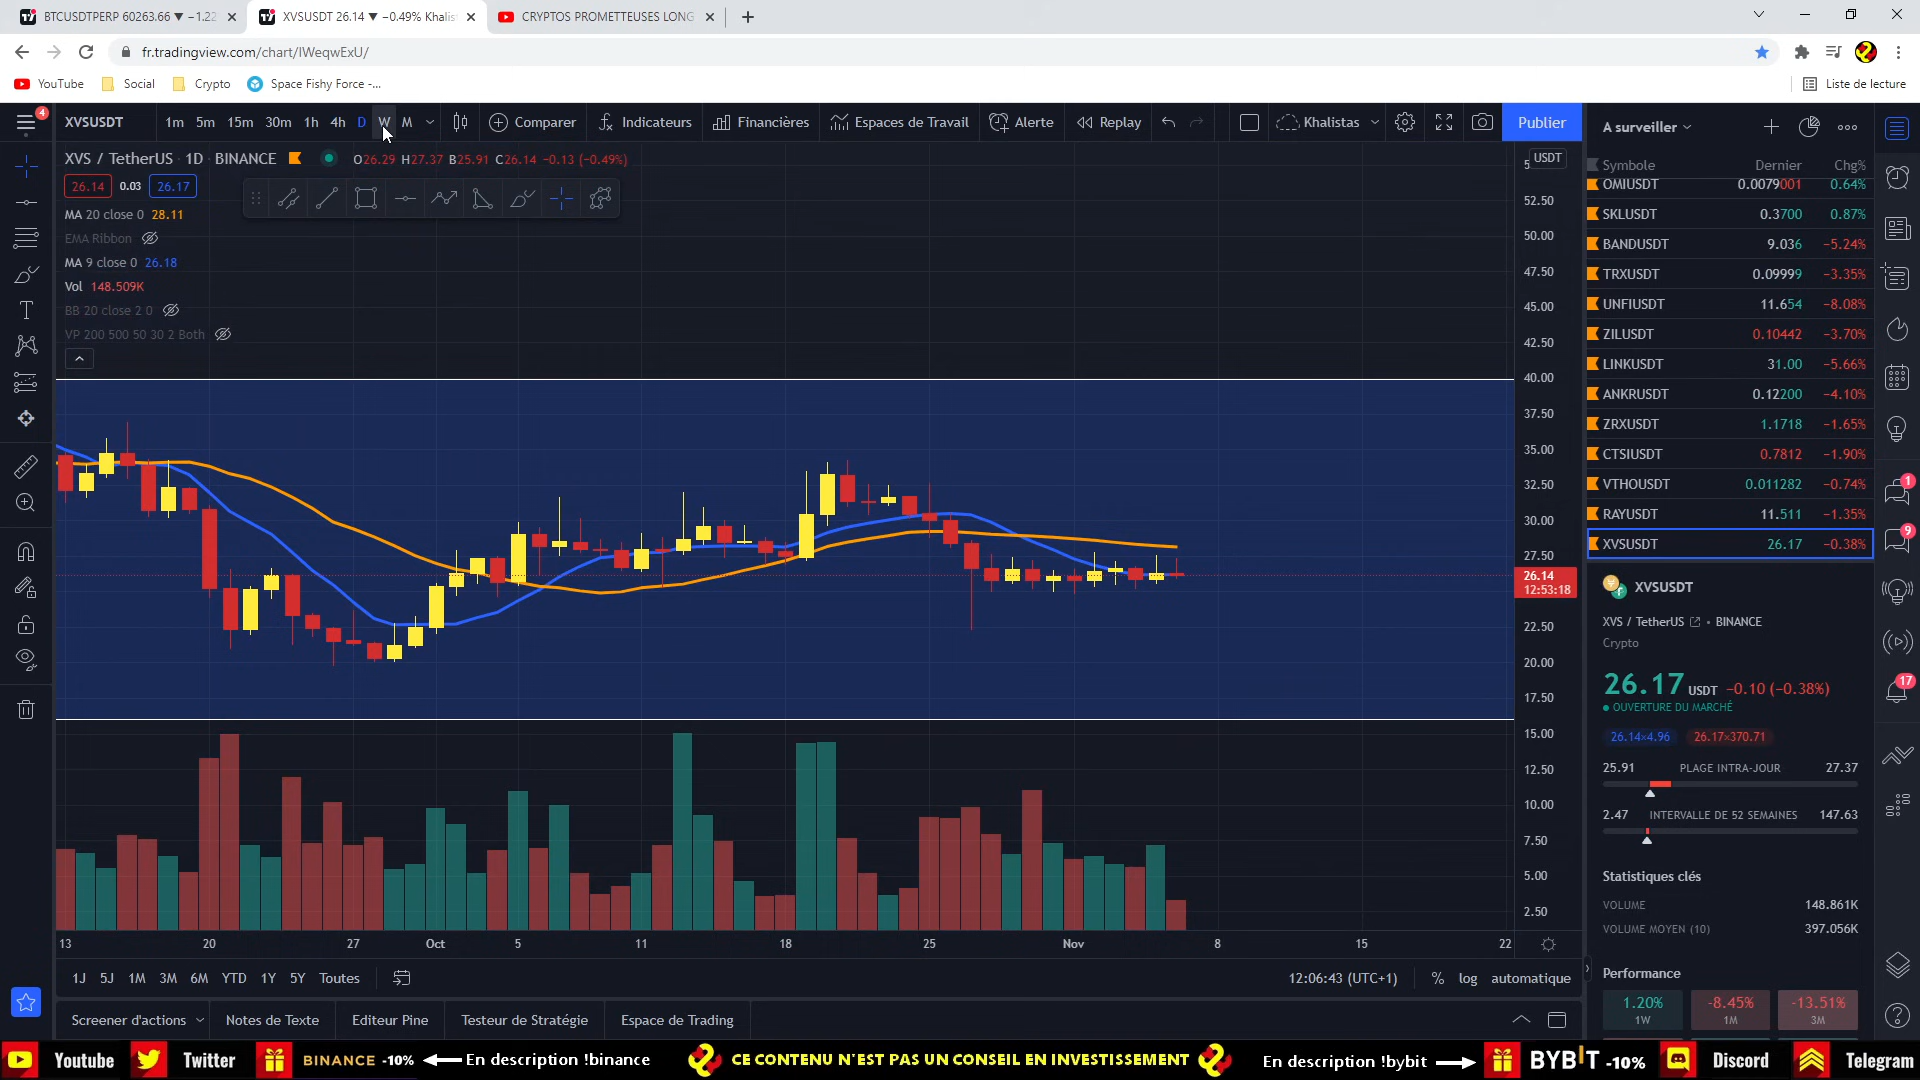 BTCUSDTPERP 60263.66 ▼ −1.22
XVSUSDT 26.14 ▼ −0.49% Khalis
CRYPTOS PROMETTEUSES LONG
fr.tradingview.com/chart/IWeqwExU/
YouTube
Social
Crypto
Space Fishy Force -...
Liste de lecture
4
XVSUSDT
1m 5m 15m 30m 1h 4h D W M
Comparer
Indicateurs
Financières
Espaces de Travail
Alerte
Replay
Khalistas
Publier
XVS / TetherUS · 1D · BINANCE
O26.29 H27.37 B25.91 C26.14 −0.13 (−0.49%)
26.14 0.03 26.17
MA 20 close 0 28.11
EMA Ribbon
MA 9 close 0 26.18
Vol 148.509K
BB 20 close 2 0
VP 200 500 50 30 2 Both
USDT
52.50
50.00
47.50
45.00
42.50
40.00
37.50
35.00
32.50
30.00
27.50
26.14
12:53:18
22.50
20.00
17.50
15.00
12.50
10.00
7.50
5.00
2.50
13 20 27 Oct 5 11 18 25 Nov 8 15 22
1J 5J 1M 3M 6M YTD 1Y 5Y Toutes
12:06:43 (UTC+1) % log automatique
Screener d'actions
Notes de Texte
Editeur Pine
Testeur de Stratégie
Espace de Trading
A surveiller
Symbole Dernier Chg%
OMIUSDT 0.0079001 0.64%
SKLUSDT 0.3700 0.87%
BANDUSDT 9.036 −5.24%
TRXUSDT 0.09999 −3.35%
UNFIUSDT 11.654 −8.08%
ZILUSDT 0.10442 −3.70%
LINKUSDT 31.00 −5.66%
ANKRUSDT 0.12200 −4.10%
ZRXUSDT 1.1718 −1.65%
CTSIUSDT 0.7812 −1.90%
VTHOUSDT 0.011282 −0.74%
RAYUSDT 11.511 −1.35%
XVSUSDT 26.17 −0.38%
XVSUSDT
XVS / TetherUS • BINANCE
Crypto
26.17 USDT −0.10 (−0.38%)
OUVERTURE DU MARCHÉ
26.14×4.96 26.17×370.71
25.91 PLAGE INTRA-JOUR 27.37
2.47 INTERVALLE DE 52 SEMAINES 147.63
Statistiques clés
VOLUME 148.861K
VOLUME MOYEN (10) 397.056K
Performance
1.20% -8.45% -13.51%
1W 1M 3M
1
9
17
Youtube
Twitter
BINANCE -10%
En description !binance
CE CONTENU N'EST PAS UN CONSEIL EN INVESTISSEMENT
En description !bybit
BYBIT -10%
Discord
Telegram